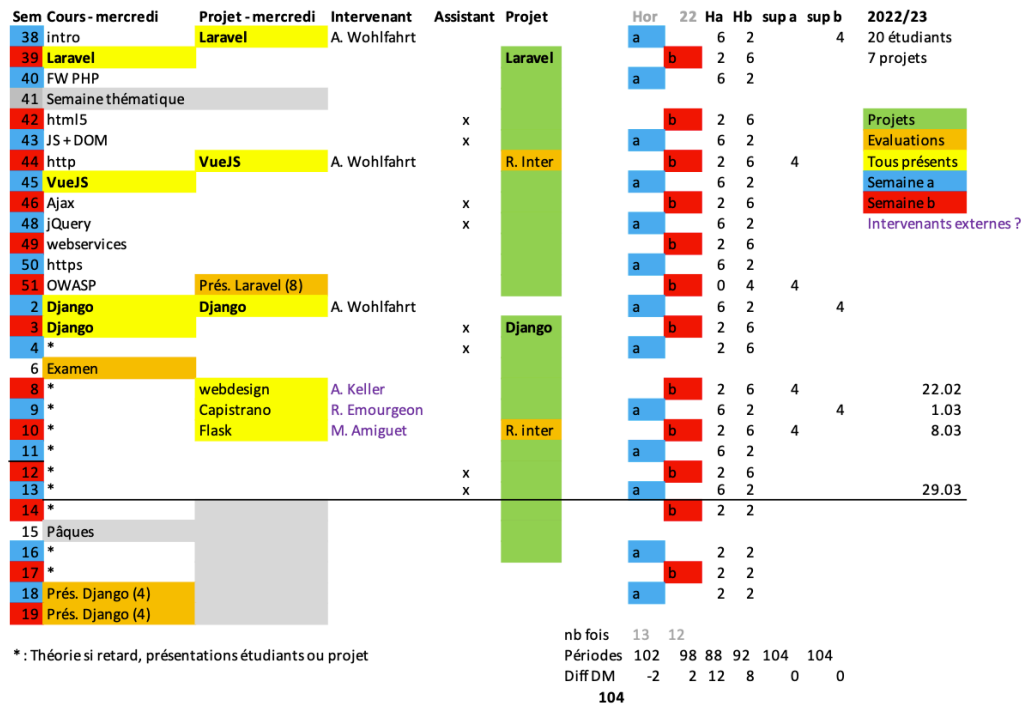 Sem Cours - mercredi Projet - mercredi Intervenant Assistant Projet Hor 22 Ha Hb sup a sup b 2022/23
38 intro Laravel A. Wohlfahrt a 6 2 4 20 étudiants
39 Laravel Laravel b 2 6 7 projets
40 FW PHP a 6 2
41 Semaine thématique
42 html5 x b 2 6 Projets
43 JS + DOM x a 6 2 Evaluations
44 http VueJS A. Wohlfahrt R. Inter b 2 6 4 Tous présents
45 VueJS a 6 2 Semaine a
46 Ajax x b 2 6 Semaine b
48 jQuery x a 6 2 Intervenants externes ?
49 webservices b 2 6
50 https a 6 2
51 OWASP Prés. Laravel (8) b 0 4 4
2 Django Django A. Wohlfahrt a 6 2 4
3 Django x Django b 2 6
4 * x a 2 6
6 Examen
8 * webdesign A. Keller b 2 6 4 22.02
9 * Capistrano R. Emourgeon a 6 2 4 1.03
10 * Flask M. Amiguet R. inter b 2 6 4 8.03
11 * a 6 2
12 * x b 2 6
13 * x a 6 2 29.03
14 * b 2 2
15 Pâques
16 * a 2 2
17 * b 2 2
18 Prés. Django (4) a 2 2
19 Prés. Django (4)
nb fois 13 12
* : Théorie si retard, présentations étudiants ou projet Périodes 102 98 88 92 104 104
Diff DM -2 2 12 8 0 0
104